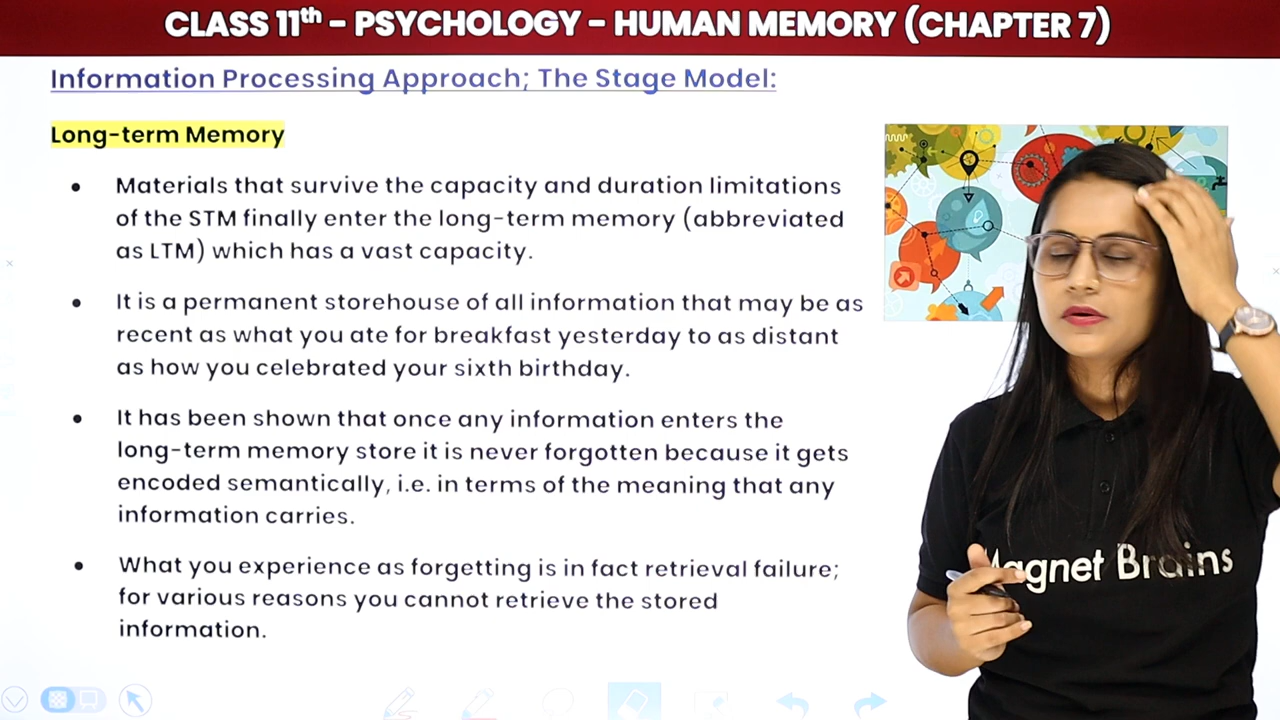 CLASS 11th - PSYCHOLOGY - HUMAN MEMORY (CHAPTER 7)
Information Processing Approach; The Stage Model:
Long-term Memory
• Materials that survive the capacity and duration limitations
of the STM finally enter the long-term memory (abbreviated
as LTM) which has a vast capacity.
• It is a permanent storehouse of all information that may be as
recent as what you ate for breakfast yesterday to as distant
as how you celebrated your sixth birthday.
• It has been shown that once any information enters the
long-term memory store it is never forgotten because it gets
encoded semantically, i.e. in terms of the meaning that any
information carries.
• What you experience as forgetting is in fact retrieval failure;
for various reasons you cannot retrieve the stored
information.
Magnet Brains